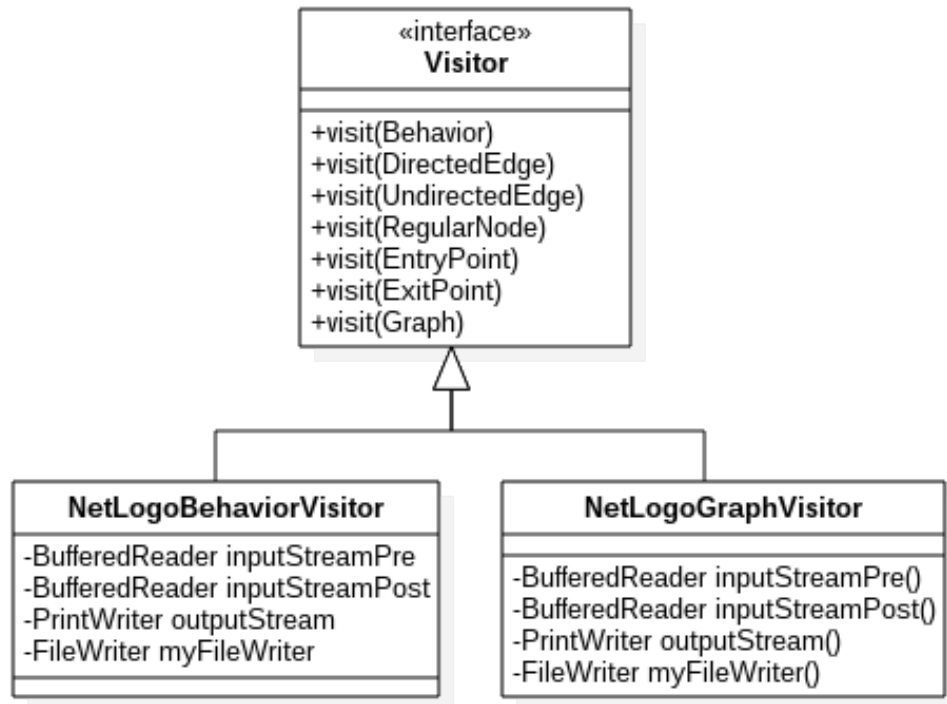 «interface»
Visitor
+visit(Behavior)
+visit(DirectedEdge)
+visit(UndirectedEdge)
+visit(RegularNode)
+visit(EntryPoint)
+visit(ExitPoint)
+visit(Graph)
NetLogoBehaviorVisitor
-BufferedReader inputStreamPre
-BufferedReader inputStreamPost
-PrintWriter outputStream
-FileWriter myFileWriter
NetLogoGraphVisitor
-BufferedReader inputStreamPre()
-BufferedReader inputStreamPost()
-PrintWriter outputStream()
-FileWriter myFileWriter()